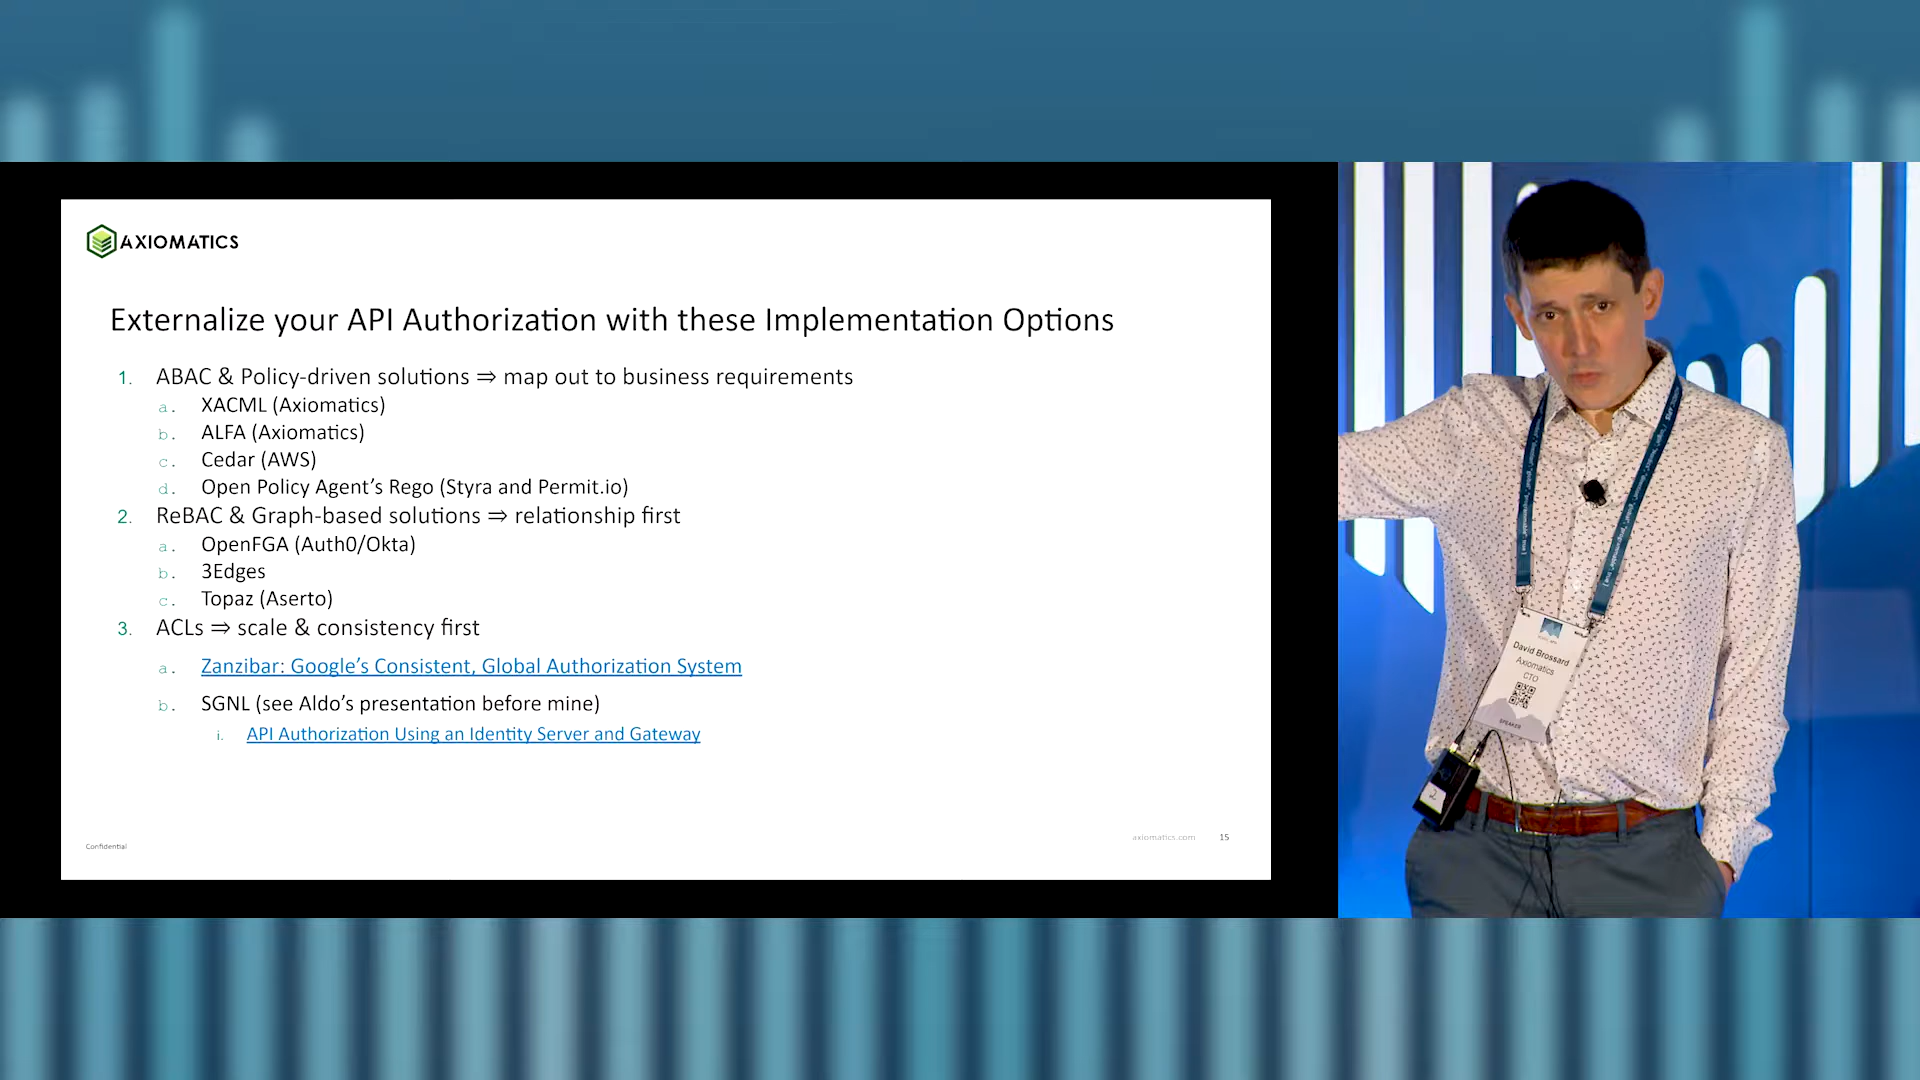 AXIOMATICS
Externalize your API Authorization with these Implementation Options
1. ABAC & Policy-driven solutions ⇒ map out to business requirements
a. XACML (Axiomatics)
b. ALFA (Axiomatics)
c. Cedar (AWS)
d. Open Policy Agent's Rego (Styra and Permit.io)
2. ReBAC & Graph-based solutions ⇒ relationship first
a. OpenFGA (Auth0/Okta)
b. 3Edges
c. Topaz (Aserto)
3. ACLs ⇒ scale & consistency first
a. Zanzibar: Google's Consistent, Global Authorization System
b. SGNL (see Aldo's presentation before mine)
i. API Authorization Using an Identity Server and Gateway
Confidential
axiomatics.com 15
David Brossard
Axiomatics
CTO
SPEAKER
2